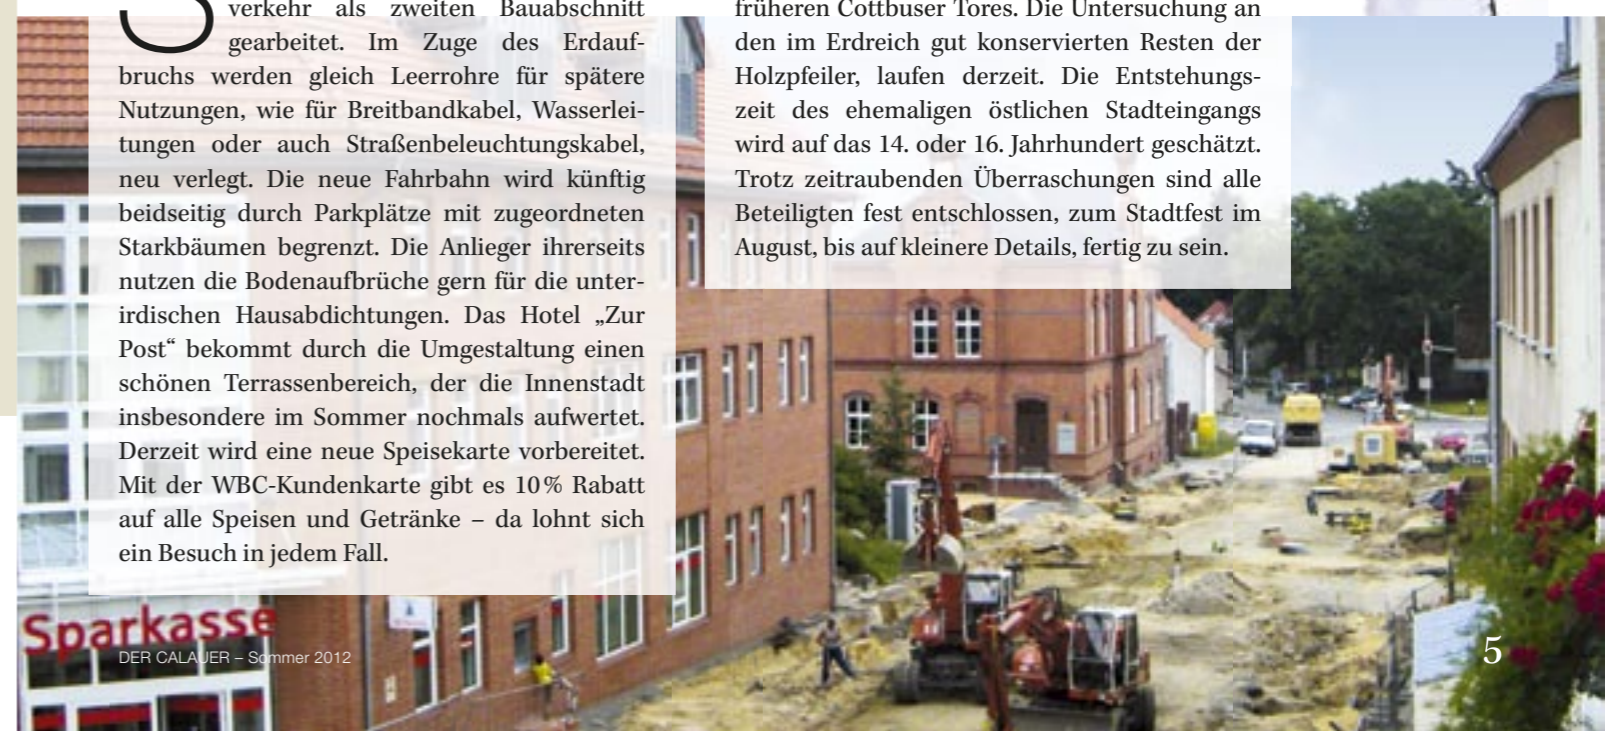 verkehr als zweiten Bauabschnitt
gearbeitet. Im Zuge des Erdauf-
bruchs werden gleich Leerrohre für spätere
Nutzungen, wie für Breitbandkabel, Wasserlei-
tungen oder auch Straßenbeleuchtungskabel,
neu verlegt. Die neue Fahrbahn wird künftig
beidseitig durch Parkplätze mit zugeordneten
Starkbäumen begrenzt. Die Anlieger ihrerseits
nutzen die Bodenaufbrüche gern für die unter-
irdischen Hausabdichtungen. Das Hotel „Zur
Post“ bekommt durch die Umgestaltung einen
schönen Terrassenbereich, der die Innenstadt
insbesondere im Sommer nochmals aufwertet.
Derzeit wird eine neue Speisekarte vorbereitet.
Mit der WBC-Kundenkarte gibt es 10 % Rabatt
auf alle Speisen und Getränke – da lohnt sich
ein Besuch in jedem Fall.
früheren Cottbuser Tores. Die Untersuchung an
den im Erdreich gut konservierten Resten der
Holzpfeiler, laufen derzeit. Die Entstehungs-
zeit des ehemaligen östlichen Stadteingangs
wird auf das 14. oder 16. Jahrhundert geschätzt.
Trotz zeitraubenden Überraschungen sind alle
Beteiligten fest entschlossen, zum Stadtfest im
August, bis auf kleinere Details, fertig zu sein.
Sparkasse
DER CALAUER – Sommer 2012
5